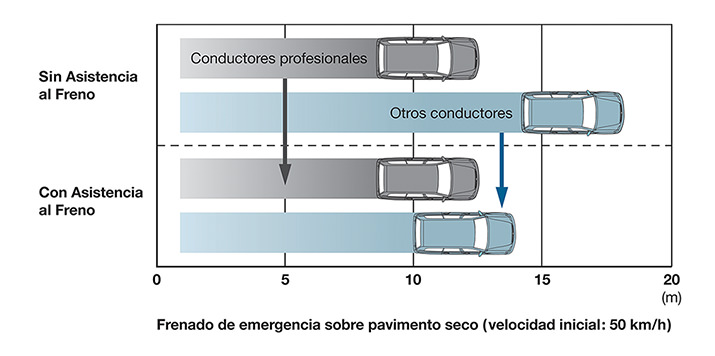 Sin Asistencia
al Freno
Conductores profesionales
Otros conductores
Con Asistencia
al Freno
0 5 10 15 20
(m)
Frenado de emergencia sobre pavimento seco (velocidad inicial: 50 km/h)